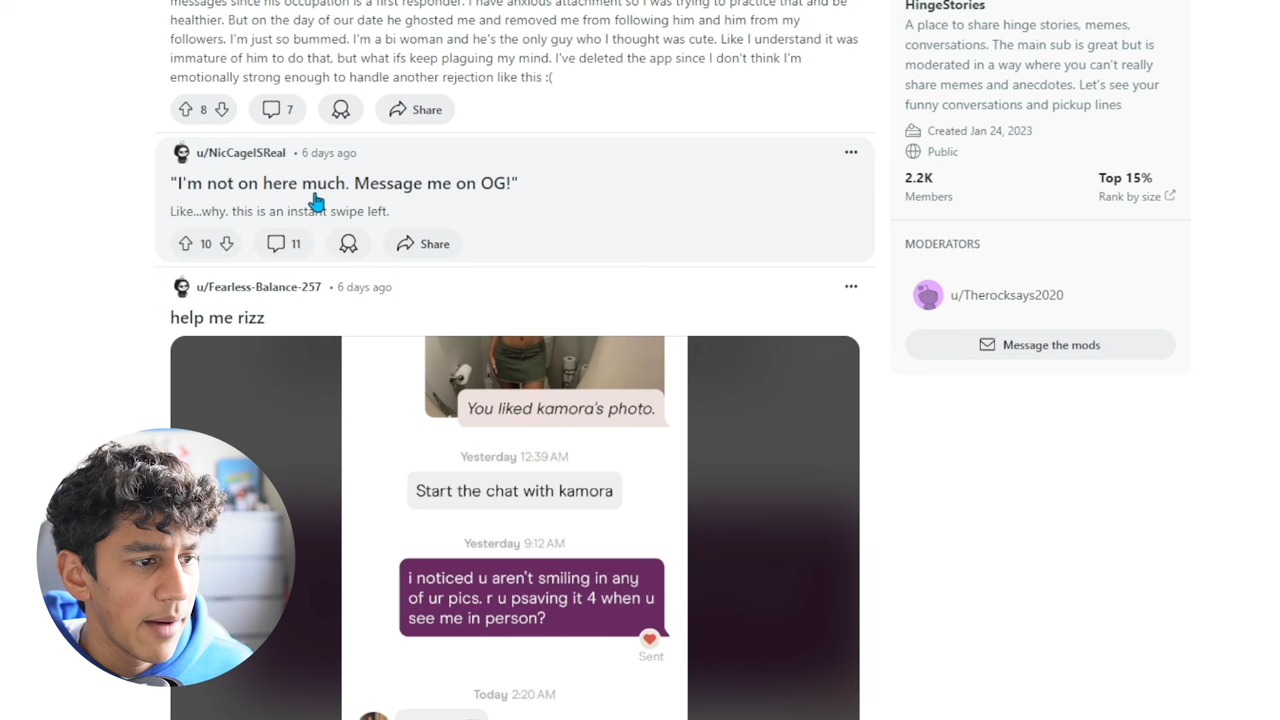 messages since his occupation is a first responder. I have anxious attachment so I was trying to practice that and be
healthier. But on the day of our date he ghosted me and removed me from following him and him from my
followers. I'm just so bummed. I'm a bi woman and he's the only guy who I thought was cute. Like I understand it was
immature of him to do that, but what ifs keep plaguing my mind. I've deleted the app since I don't think I'm
emotionally strong enough to handle another rejection like this :(
8
7
Share
u/NicCageISReal • 6 days ago
"I'm not on here much. Message me on OG!"
Like...why. this is an instant swipe left.
10
11
Share
u/Fearless-Balance-257 • 6 days ago
help me rizz
You liked kamora's photo.
Yesterday 12:39 AM
Start the chat with kamora
Yesterday 9:12 AM
i noticed u aren't smiling in any
of ur pics. r u psaving it 4 when u
see me in person?
Sent
Today 2:20 AM
HingeStories
A place to share hinge stories, memes,
conversations. The main sub is great but is
moderated in a way where you can't really
share memes and anecdotes. Let's see your
funny conversations and pickup lines
Created Jan 24, 2023
Public
2.2K
Members
Top 15%
Rank by size
MODERATORS
u/Therocksays2020
Message the mods